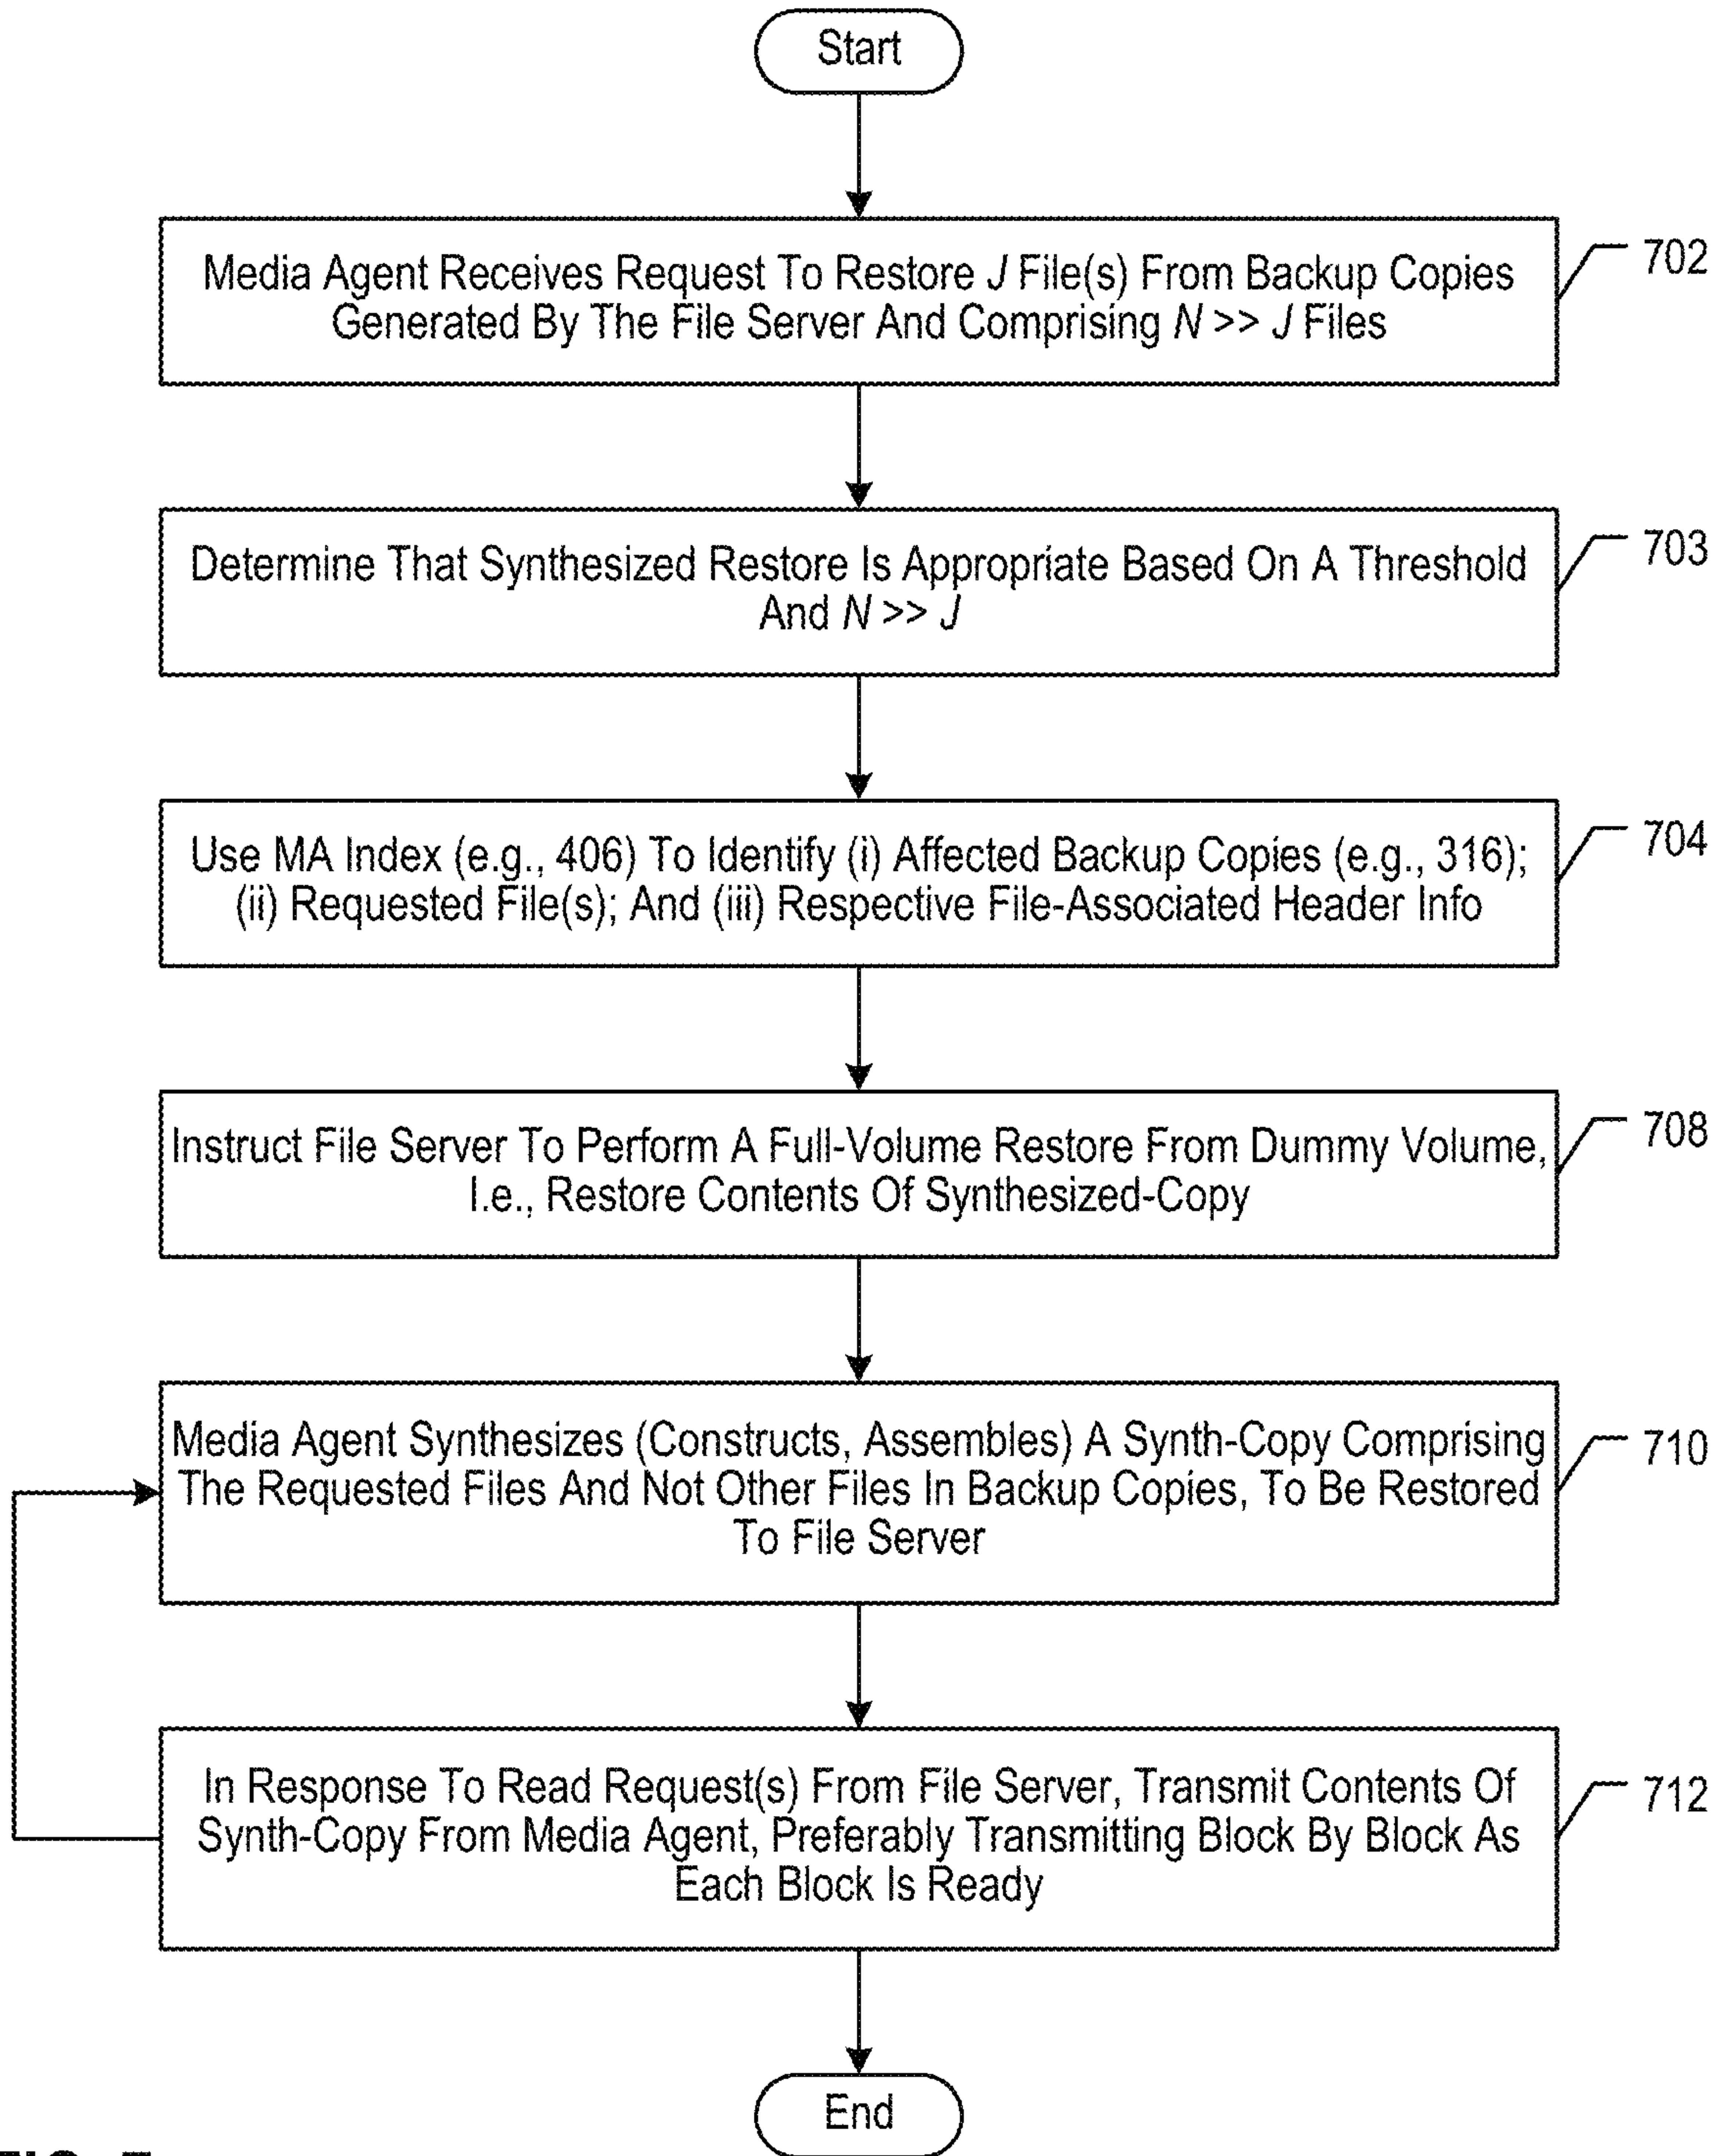 Start
Media Agent Receives Request To Restore J File(s) From Backup Copies
Generated By The File Server And Comprising N >> J Files
702
Determine That Synthesized Restore Is Appropriate Based On A Threshold
And N >> J
703
Use MA Index (e.g., 406) To Identify (i) Affected Backup Copies (e.g., 316);
(ii) Requested File(s); And (iii) Respective File-Associated Header Info
704
Instruct File Server To Perform A Full-Volume Restore From Dummy Volume,
I.e., Restore Contents Of Synthesized-Copy
708
Media Agent Synthesizes (Constructs, Assembles) A Synth-Copy Comprising
The Requested Files And Not Other Files In Backup Copies, To Be Restored
To File Server
710
In Response To Read Request(s) From File Server, Transmit Contents Of
Synth-Copy From Media Agent, Preferably Transmitting Block By Block As
Each Block Is Ready
712
End